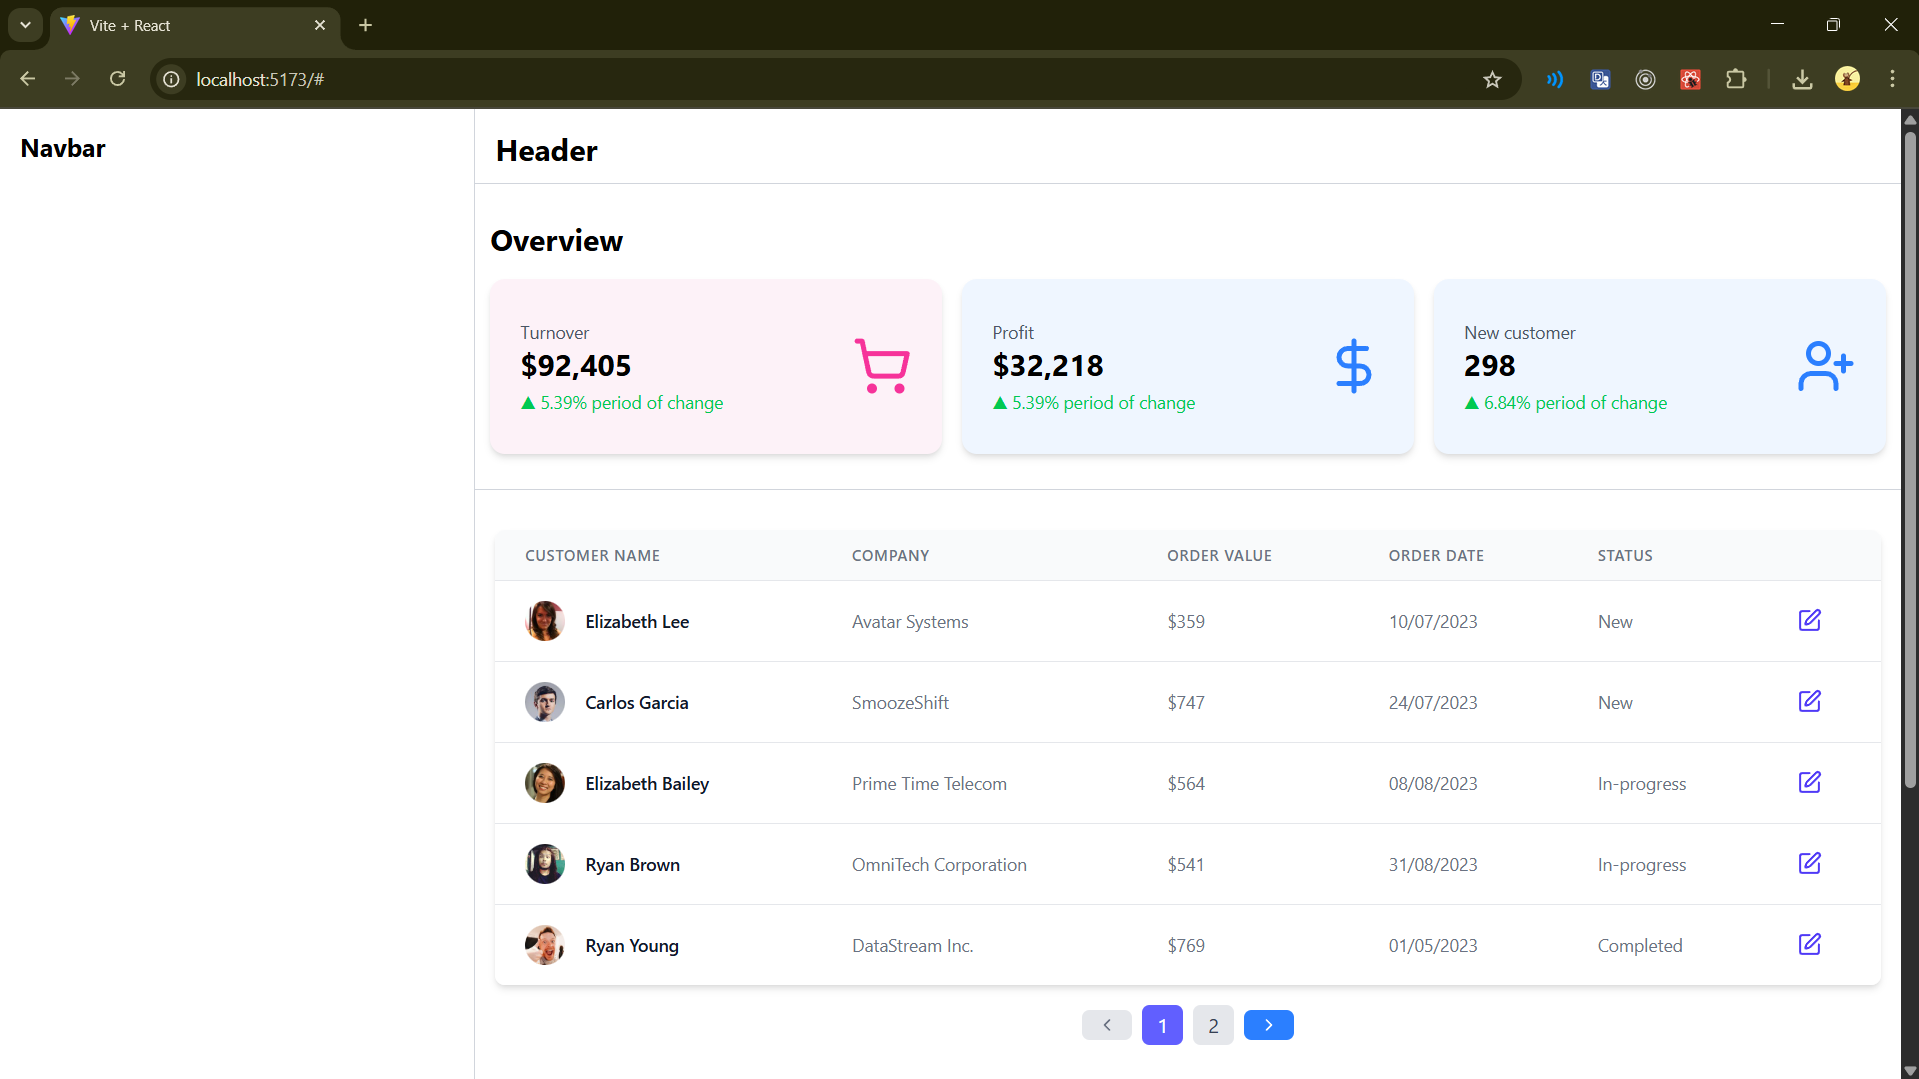 Vite + React
localhost:5173/#
Navbar
Header
Overview
Turnover
$92,405
▲ 5.39% period of change
Profit
$32,218
▲ 5.39% period of change
New customer
298
▲ 6.84% period of change
CUSTOMER NAME COMPANY ORDER VALUE ORDER DATE STATUS
Elizabeth Lee Avatar Systems $359 10/07/2023 New
Carlos Garcia SmoozeShift $747 24/07/2023 New
Elizabeth Bailey Prime Time Telecom $564 08/08/2023 In-progress
Ryan Brown OmniTech Corporation $541 31/08/2023 In-progress
Ryan Young DataStream Inc. $769 01/05/2023 Completed
1 2